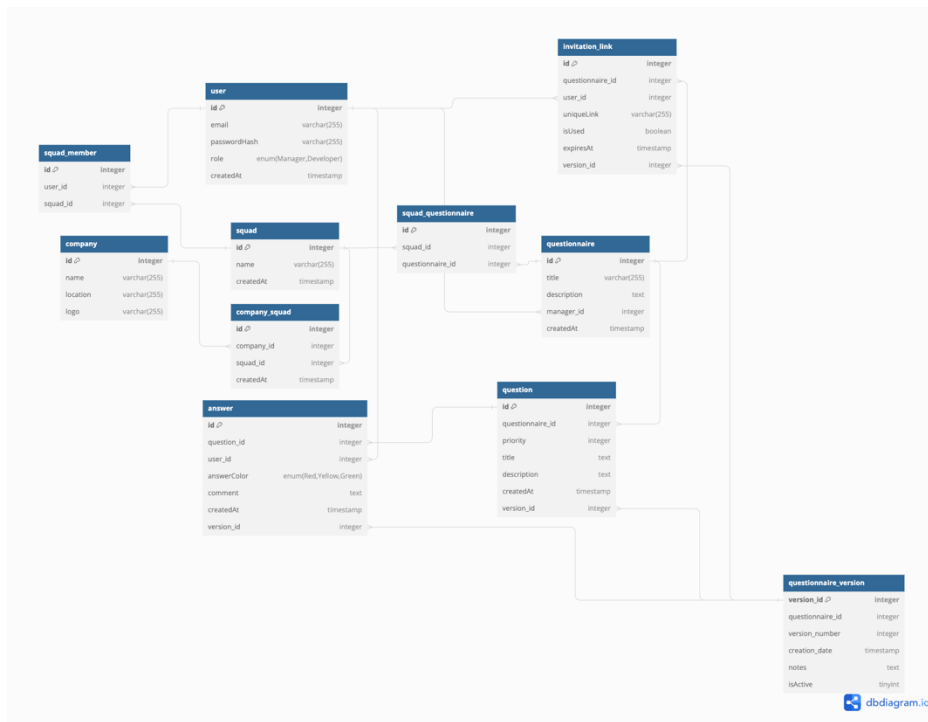 invitation_link
id integer
questionnaire_id integer
user_id integer
uniqueLink varchar(255)
isUsed boolean
expiresAt timestamp
version_id integer
user
id integer
email varchar(255)
passwordHash varchar(255)
role enum(Manager,Developer)
createdAt timestamp
squad_member
id integer
user_id integer
squad_id integer
squad_questionnaire
id integer
squad_id integer
questionnaire_id integer
squad
id integer
name varchar(255)
createdAt timestamp
company
id integer
name varchar(255)
location varchar(255)
logo varchar(255)
questionnaire
id integer
title varchar(255)
description text
manager_id integer
createdAt timestamp
company_squad
id integer
company_id integer
squad_id integer
createdAt timestamp
question
id integer
questionnaire_id integer
priority integer
title text
description text
createdAt timestamp
version_id integer
answer
id integer
question_id integer
user_id integer
answerColor enum(Red,Yellow,Green)
comment text
createdAt timestamp
version_id integer
questionnaire_version
version_id integer
questionnaire_id integer
version_number integer
creation_date timestamp
notes text
isActive tinyint
dbdiagram.io